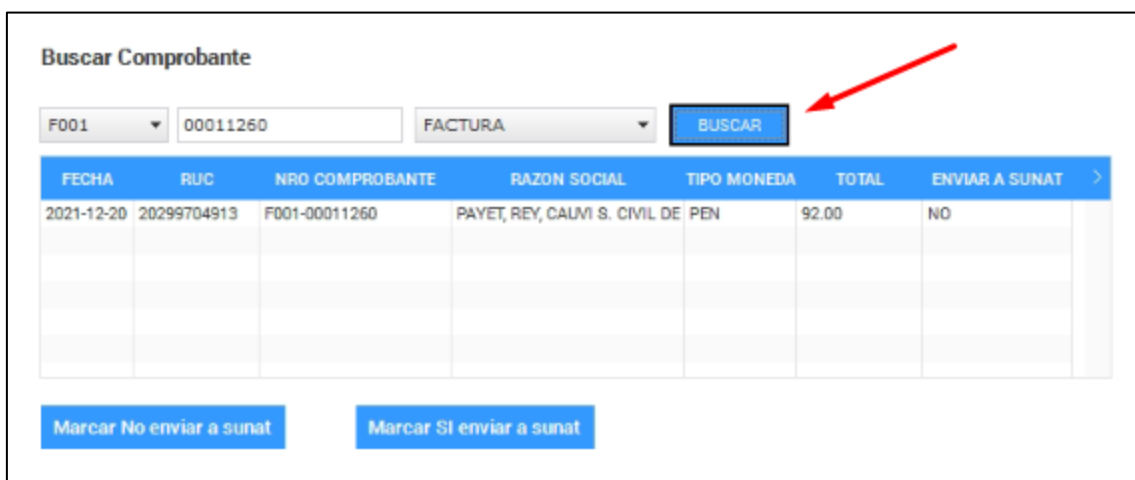 Buscar Comprobante
F001 00011260 FACTURA BUSCAR
FECHA RUC NRO COMPROBANTE RAZON SOCIAL TIPO MONEDA TOTAL ENVIAR A SUNAT >
2021-12-20 20299704913 F001-00011260 PAYET, REY, CAUVI S. CIVIL DE PEN 92.00 NO
Marcar No enviar a sunat Marcar SI enviar a sunat